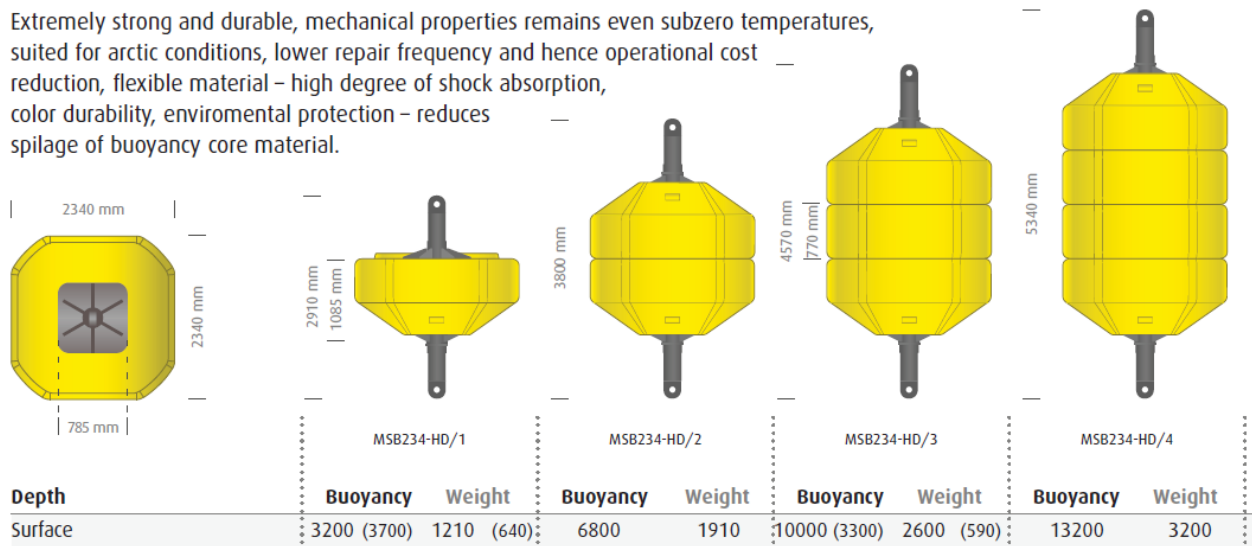 Extremely strong and durable, mechanical properties remains even subzero temperatures,
suited for arctic conditions, lower repair frequency and hence operational cost
reduction, flexible material – high degree of shock absorption,
color durability, enviromental protection – reduces
spilage of buoyancy core material.
2340 mm
2340 mm
785 mm
2910 mm
1085 mm
3800 mm
4570 mm
770 mm
5340 mm
MSB234-HD/1 MSB234-HD/2 MSB234-HD/3 MSB234-HD/4
Depth Buoyancy Weight Buoyancy Weight Buoyancy Weight Buoyancy Weight
Surface 3200 (3700) 1210 (640) 6800 1910 10000 (3300) 2600 (590) 13200 3200